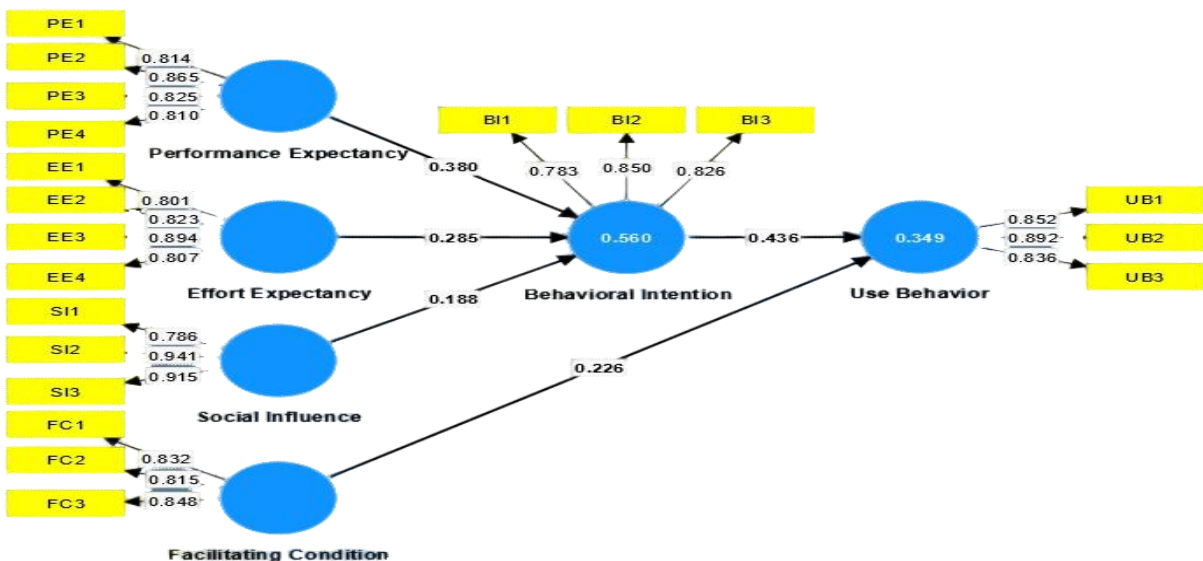 PE1
PE2
PE3
PE4
0.814
0.865
0.825
0.810
Performance Expectancy
EE1
EE2
EE3
EE4
0.801
0.823
0.894
0.807
Effort Expectancy
SI1
SI2
SI3
0.786
0.941
0.915
Social Influence
FC1
FC2
FC3
0.832
0.815
0.848
Facilitating Condition
0.380
0.285
0.188
0.226
BI1
BI2
BI3
0.783
0.850
0.826
0.560
Behavioral Intention
0.436
0.349
Use Behavior
0.852
0.892
0.836
UB1
UB2
UB3